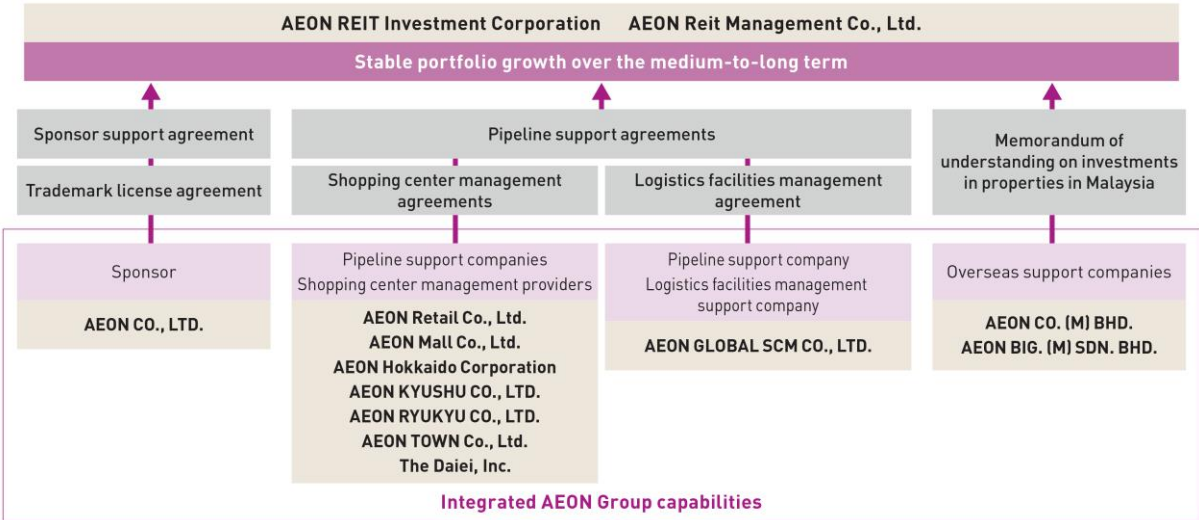 AEON REIT Investment Corporation AEON Reit Management Co., Ltd.
Stable portfolio growth over the medium-to-long term
Sponsor support agreement
Trademark license agreement
Pipeline support agreements
Shopping center management
agreements
Logistics facilities management
agreement
Memorandum of
understanding on investments
in properties in Malaysia
Sponsor
AEON CO., LTD.
Pipeline support companies
Shopping center management providers
AEON Retail Co., Ltd.
AEON Mall Co., Ltd.
AEON Hokkaido Corporation
AEON KYUSHU CO., LTD.
AEON RYUKYU CO., LTD.
AEON TOWN Co., Ltd.
The Daiei, Inc.
Pipeline support company
Logistics facilities management
support company
AEON GLOBAL SCM CO., LTD.
Overseas support companies
AEON CO. (M) BHD.
AEON BIG. (M) SDN. BHD.
Integrated AEON Group capabilities